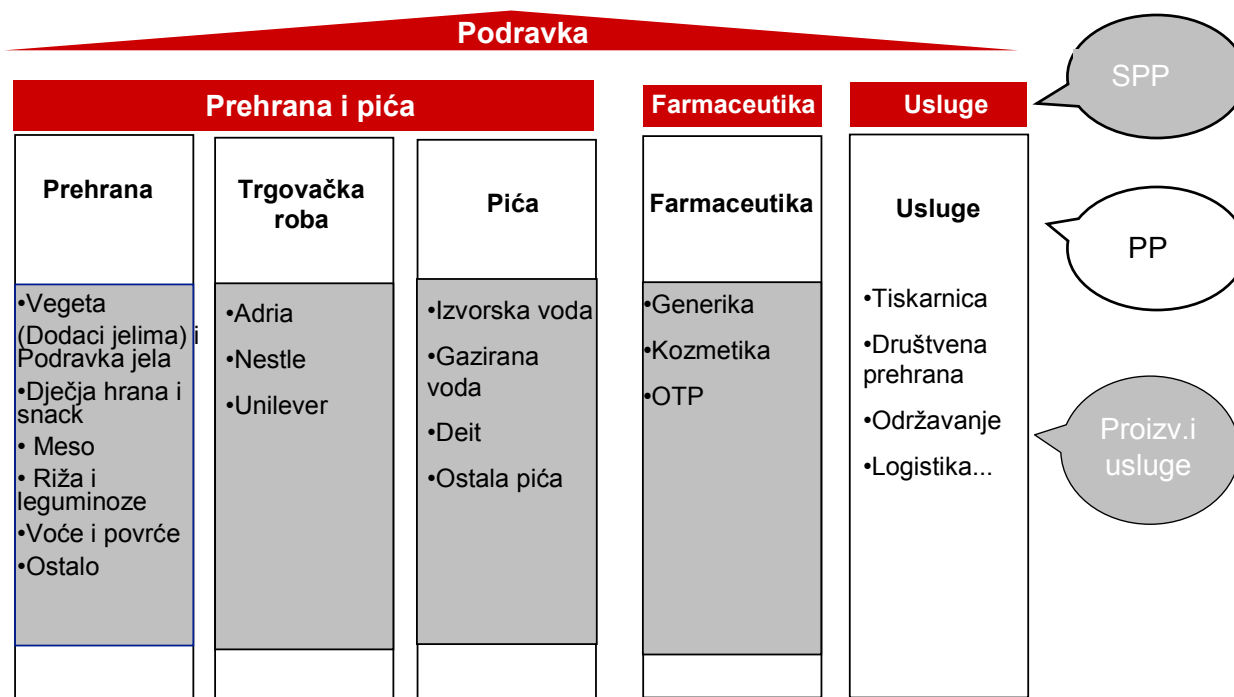 Podravka
Prehrana i pića
Farmaceutika
Usluge
SPP
Prehrana
Trgovačka
roba
Pića
Farmaceutika
Usluge
PP
•Vegeta
(Dodaci jelima) i
Podravka jela
•Dječja hrana i
snack
• Meso
• Riža i
leguminoze
•Voće i povrće
•Ostalo
•Adria
•Nestle
•Unilever
•Izvorska voda
•Gazirana
voda
•Deit
•Ostala pića
•Generika
•Kozmetika
•OTP
•Tiskarnica
•Društvena
prehrana
•Održavanje
•Logistika...
Proizv.i
usluge